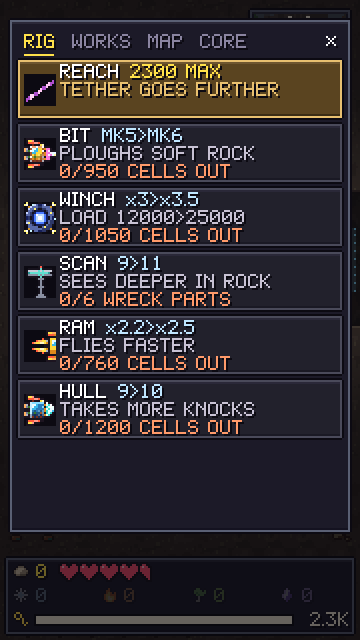 RIG WORKS MAP CORE ×
REACH 2300 MAX
TETHER GOES FURTHER
BIT MK5>MK6
PLOUGHS SOFT ROCK
0/950 CELLS OUT
WINCH x3>x3.5
LOAD 12000>25000
0/1050 CELLS OUT
SCAN 9>11
SEES DEEPER IN ROCK
0/6 WRECK PARTS
RAM x2.2>x2.5
FLIES FASTER
0/760 CELLS OUT
HULL 9>10
TAKES MORE KNOCKS
0/1200 CELLS OUT
0
0 0 0 0
2.3K